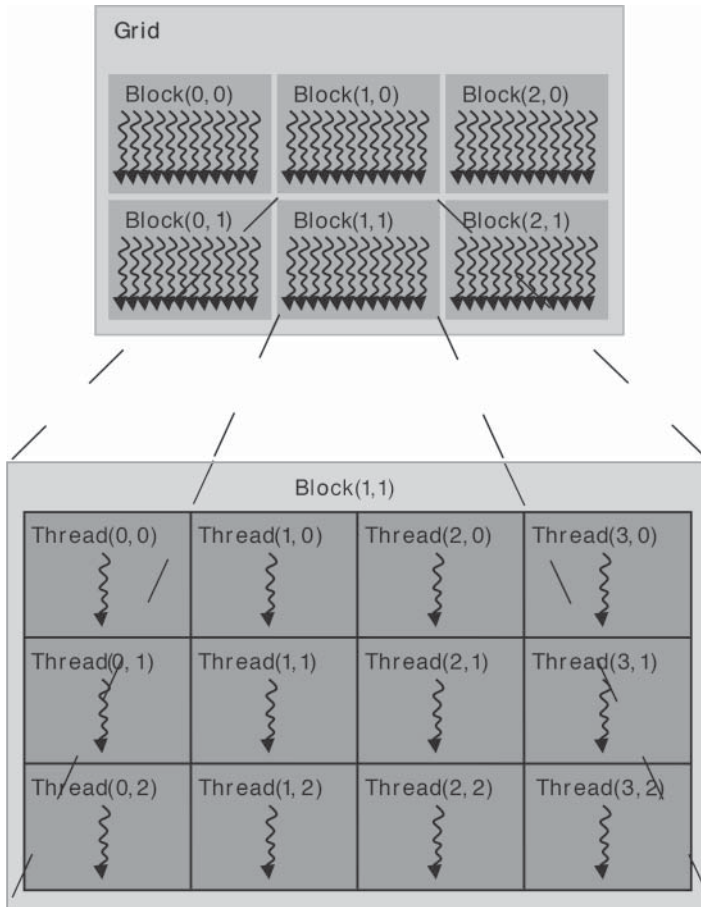 Grid
Block(0, 0) Block(1, 0) Block(2, 0)
Block(0, 1) Block(1, 1) Block(2, 1)
Block(1, 1)
Thread(0, 0) Thread(1, 0) Thread(2, 0) Thread(3, 0)
Thread(0, 1) Thread(1, 1) Thread(2, 1) Thread(3, 1)
Thread(0, 2) Thread(1, 2) Thread(2, 2) Thread(3, 2)